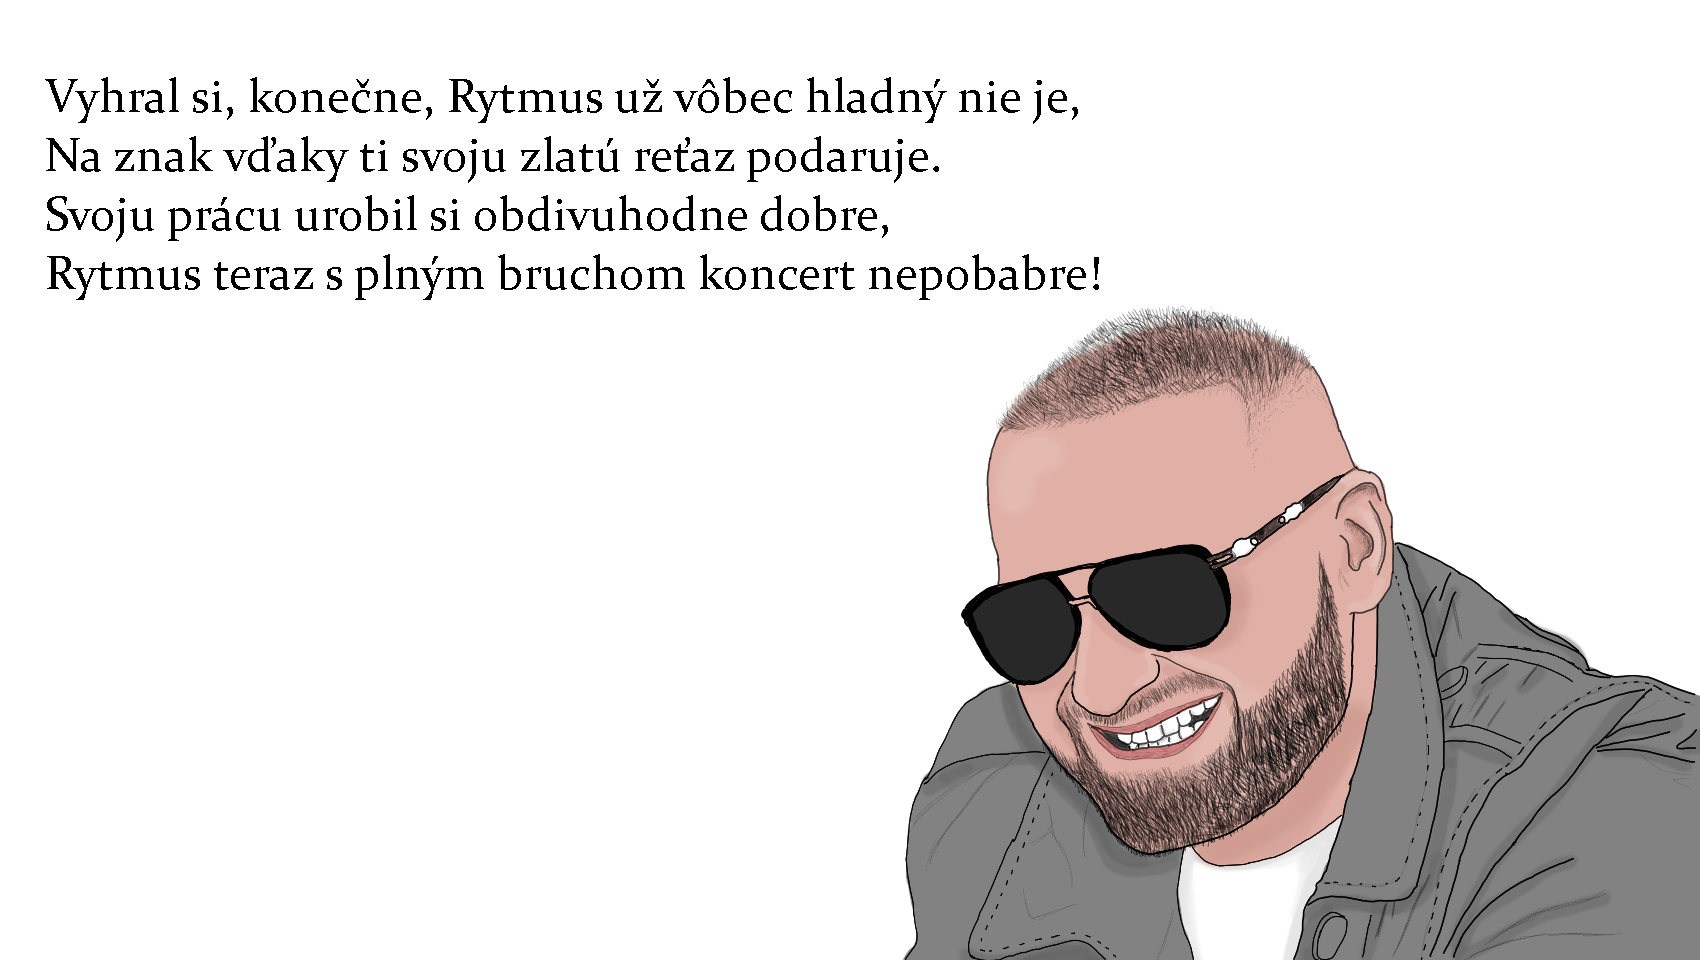 Vyhral si, konečne, Rytmus už vôbec hladný nie je,
Na znak vďaky ti svoju zlatú reťaz podaruje.
Svoju prácu urobil si obdivuhodne dobre,
Rytmus teraz s plným bruchom koncert nepobabre!